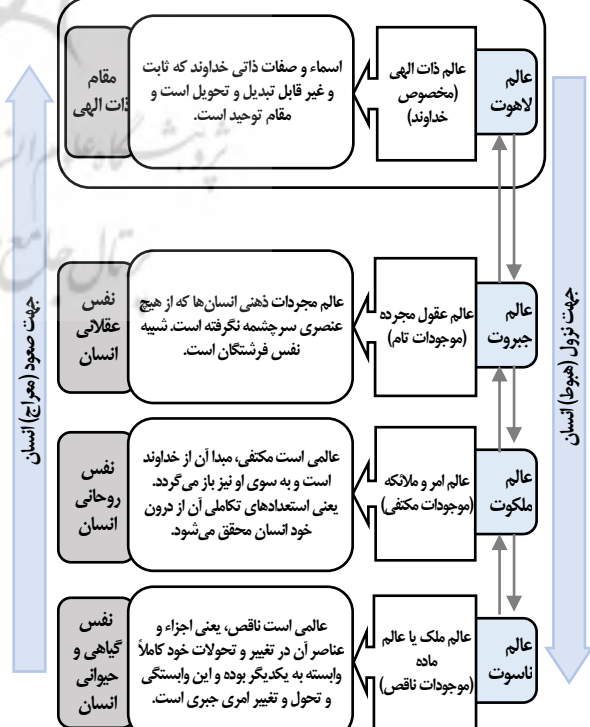 جهت نزول (هبوط) انسان
عالم
لاهوت
عالم ذات الهی
(مخصوص
خداوند)
اسماء و صفات ذاتی خداوند که ثابت
و غیر قابل تبدیل و تحویل است و
مقام توحید است.
مقام
ذات الهی
عالم
جبروت
عالم عقول مجرده
(موجودات تام)
عالم مجردات ذهنی انسان‌ها که از هیچ
عنصری سرچشمه نگرفته است. شبیه
نفس فرشتگان است.
نفس
عقلانی
انسان
عالم
ملکوت
عالم امر و ملائکه
(موجودات مکتفی)
عالمی است مکتفی، مبدا آن از خداوند
است و به سوی او نیز باز می‌گردد.
یعنی استعدادهای تکاملی آن از درون
خود انسان محقق می‌شود.
نفس
روحانی
انسان
عالم
ناسوت
عالم ملک یا عالم
ماده
(موجودات ناقص)
عالمی است ناقص، یعنی اجزاء و
عناصر آن در تغییر و تحولات خود کاملاً
وابسته به یکدیگر بوده و این وابستگی
و تحول و تغییر امری جبری است.
نفس
گیاهی و
حیوانی
انسان
جهت صعود (معراج) انسان